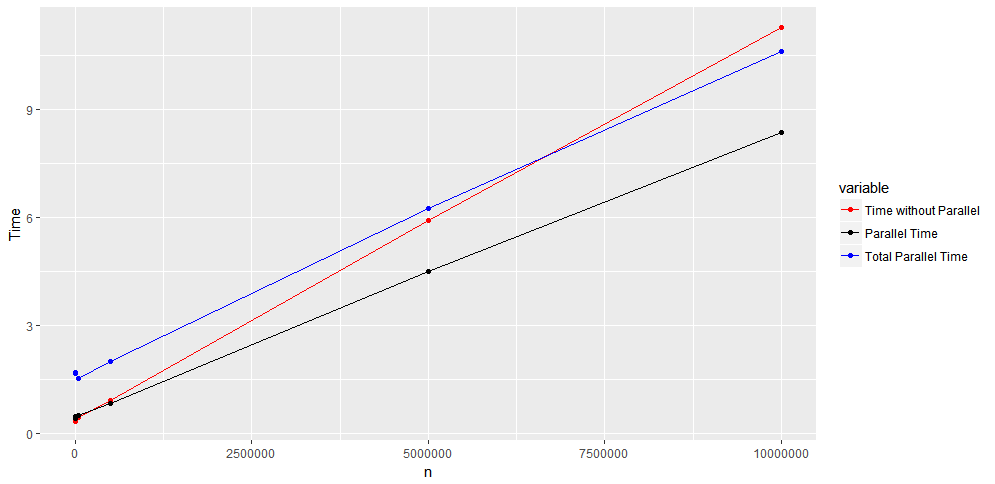 Time
9
6
3
0
0
2500000
5000000
7500000
10000000
n
variable
Time without Parallel
Parallel Time
Total Parallel Time